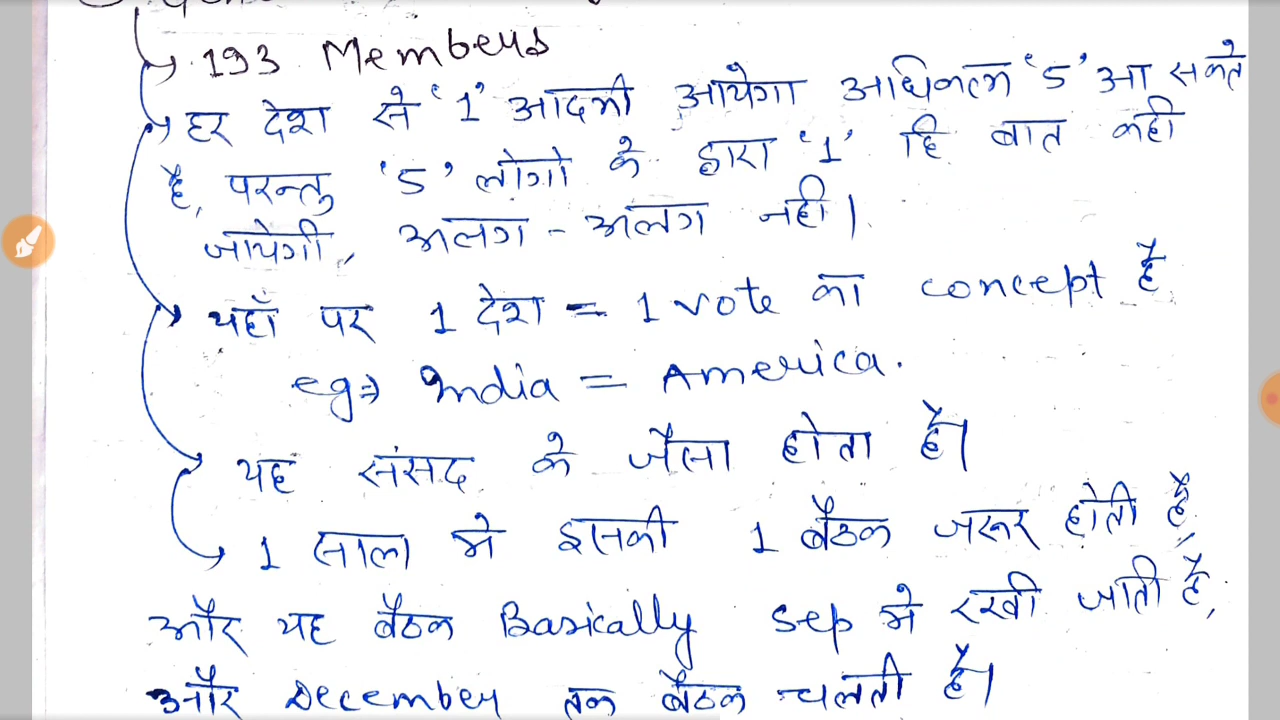 193 Members
हर देश से '1' आदमी आयेगा अधिकतम '5' आ सकते
है, परन्तु '5' लोगो के द्वारा '1' हि बात कही
जायेगी, अलग - अलग नही।
यहाँ पर 1 देश = 1 vote का concept है
eg⇒ India = America.
यह संसद के जैसा होता है।
1 साल मे इसकी 1 बैठक जरूर होती है,
और यह बैठक Basically Sep मे रखी जाती है,
और December तक बैठक चलती है।